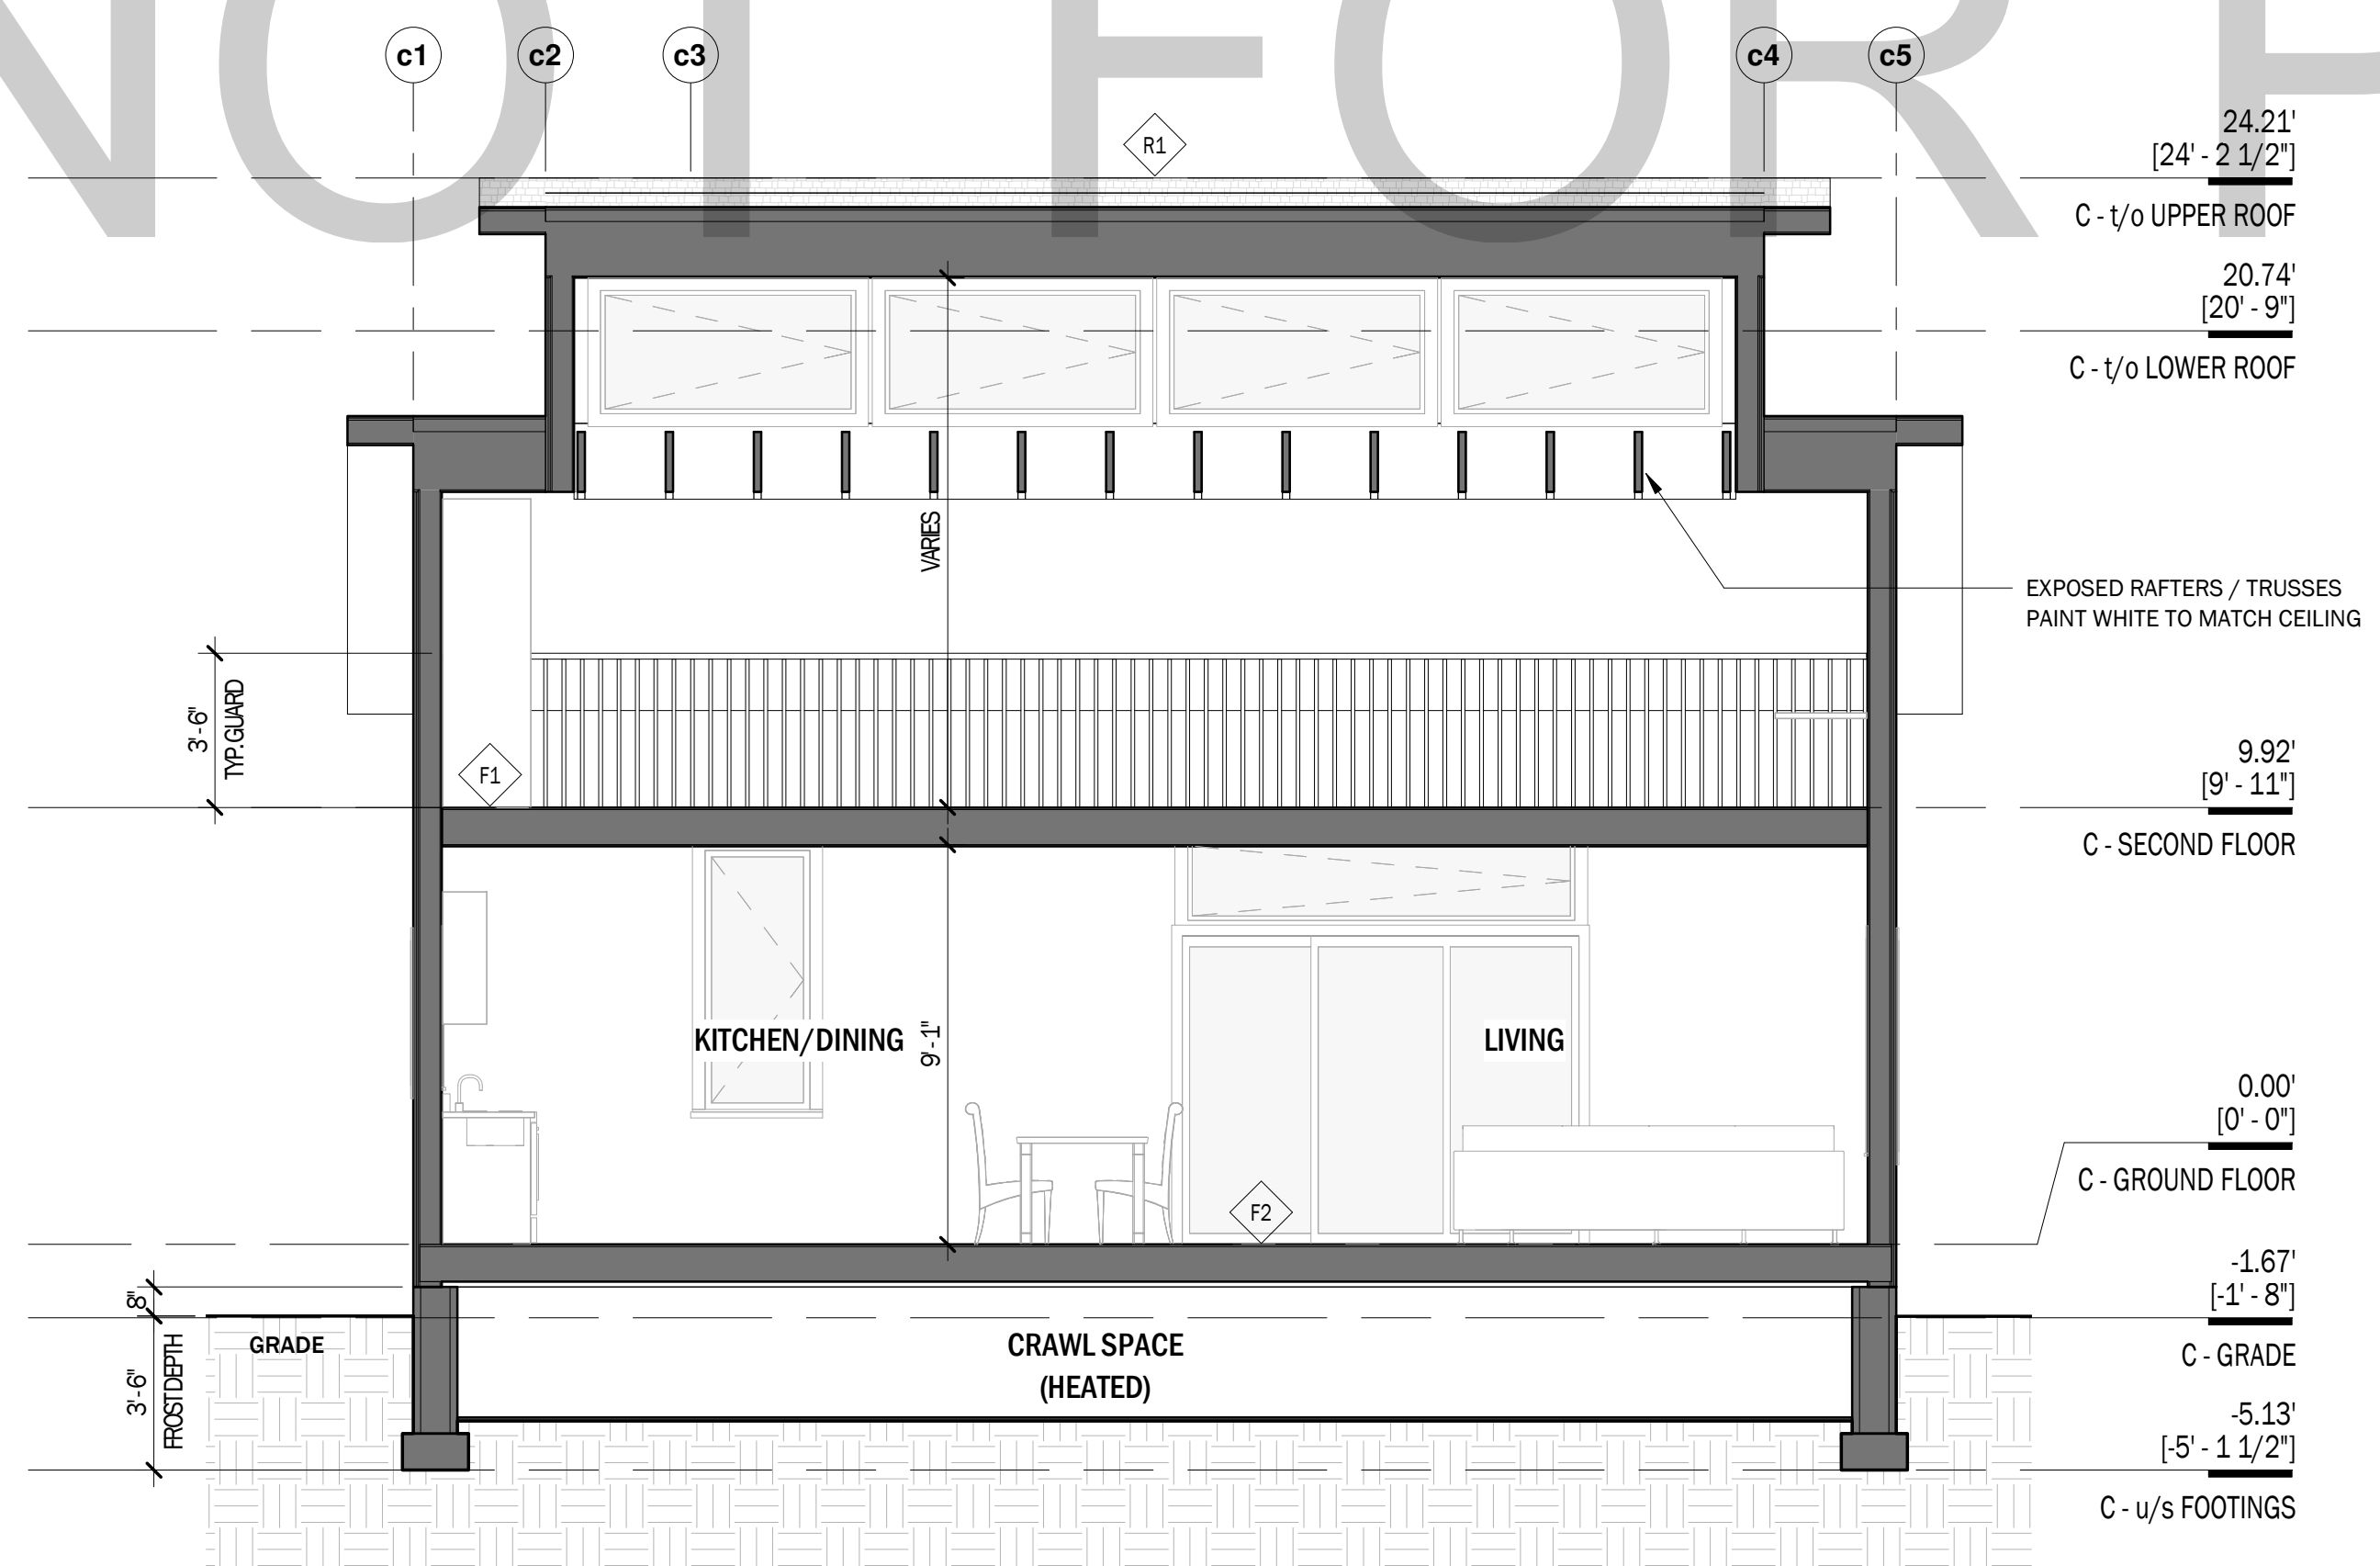 NOT FOR P
c1
c2
c3
c4
c5
R1
24.21'
[24' - 2 1/2"]
C - t/o UPPER ROOF
20.74'
[20' - 9"]
C - t/o LOWER ROOF
VARIES
EXPOSED RAFTERS / TRUSSES
PAINT WHITE TO MATCH CEILING
3'-6"
TYP. GUARD
F1
9.92'
[9' - 11"]
C - SECOND FLOOR
KITCHEN/DINING
9'-1"
LIVING
F2
0.00'
[0' - 0"]
C - GROUND FLOOR
8"
-1.67'
[-1' - 8"]
C - GRADE
GRADE
3'-6"
FROST DEPTH
CRAWL SPACE
(HEATED)
-5.13'
[-5' - 1 1/2"]
C - u/s FOOTINGS